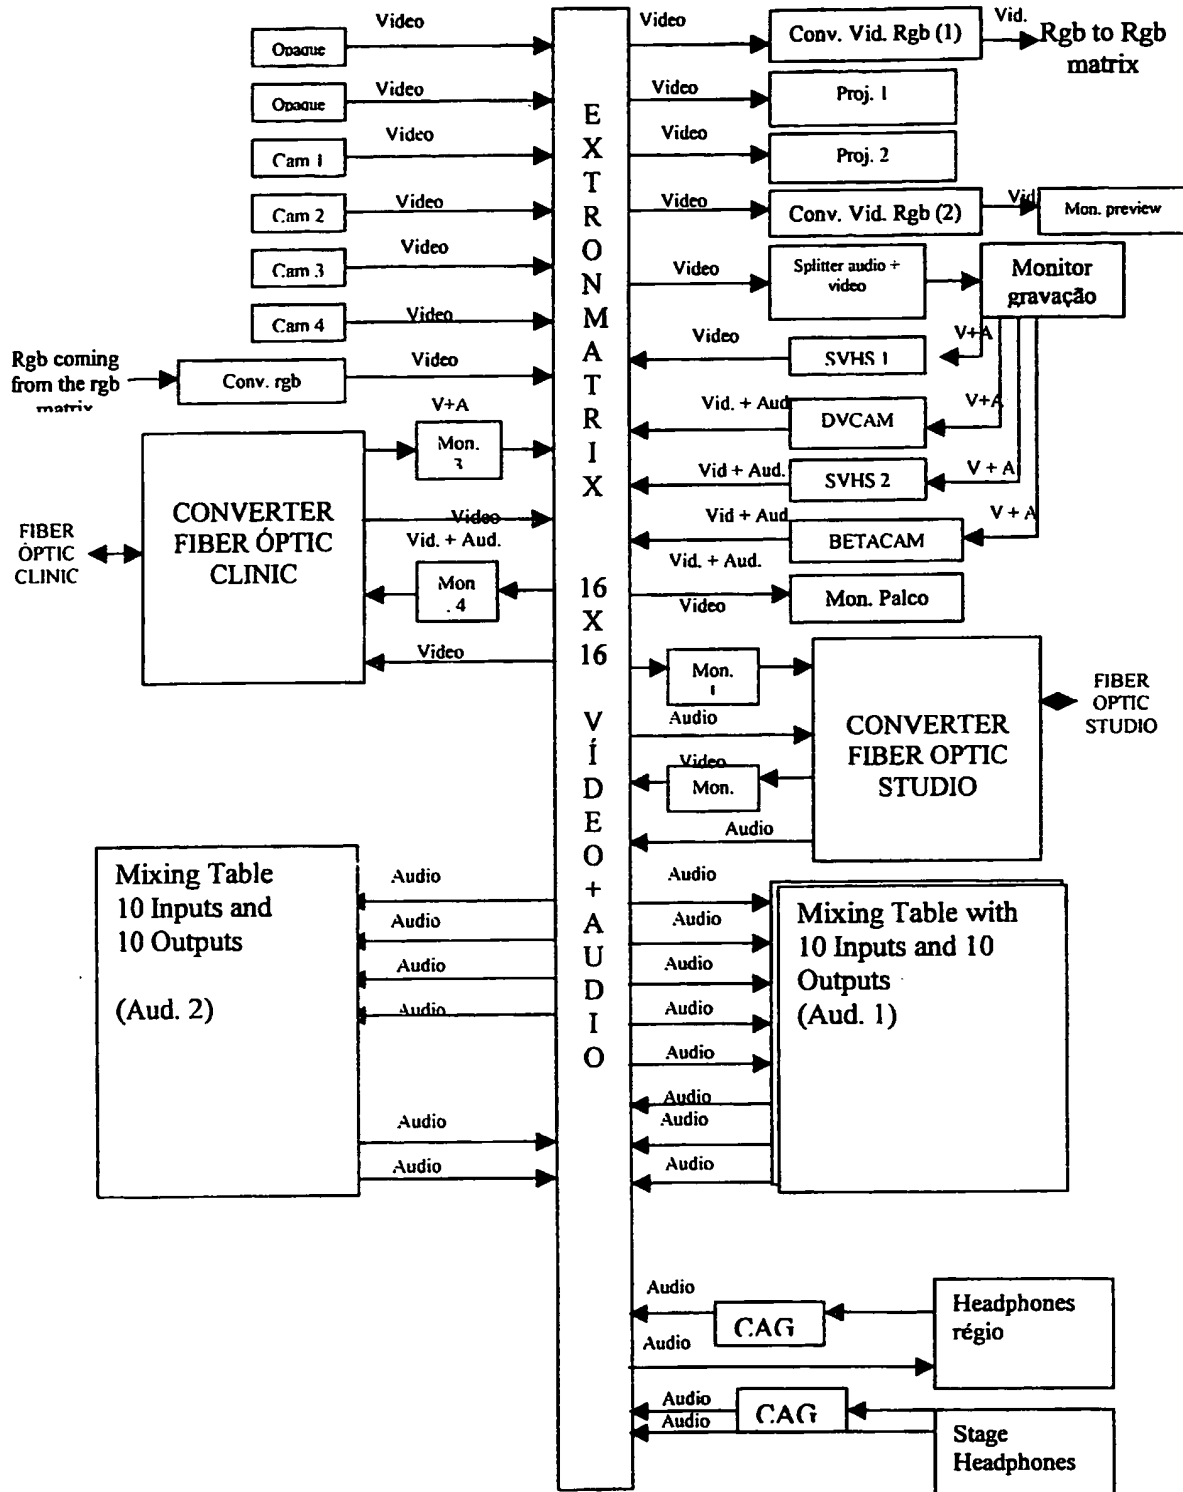 Video
Opaque
Video
Opaque
Video
Cam 1
Video
Cam 2
Video
Cam 3
Video
Cam 4
Rgb coming
from the rgb
matrix
Conv. rgb
Video
V+A
Mon.
3
CONVERTER
FIBER ÓPTIC
CLINIC
FIBER
ÓPTIC
CLINIC
Video
Vid. + Aud.
Mon
. 4
Video
Mixing Table
10 Inputs and
10 Outputs
(Aud. 2)
Audio
Audio
Audio
Audio
Audio
Audio
EXTRONMATRIX 16X16 VÍDEO+AUDIO
Video
Conv. Vid. Rgb (1)
Vid.
Rgb to Rgb
matrix
Video
Proj. 1
Video
Proj. 2
Video
Conv. Vid. Rgb (2)
Vid.
Mon. preview
Video
Splitter audio +
video
Monitor
gravação
Video
SVHS 1
V+A
Vid. + Aud
DVCAM
V+A
Vid + Aud.
SVHS 2
V + A
Vid + Aud
BETACAM
V + A
Vid. + Aud.
Video
Mon. Palco
Mon.
1
Audio
Video
Mon.
Audio
CONVERTER
FIBER OPTIC
STUDIO
FIBER
OPTIC
STUDIO
Audio
Audio
Audio
Audio
Audio
Audio
Audio
Audio
Mixing Table with
10 Inputs and 10
Outputs
(Aud. 1)
Audio
CAG
Headphones
régio
Audio
Audio
CAG
Audio
Stage
Headphones